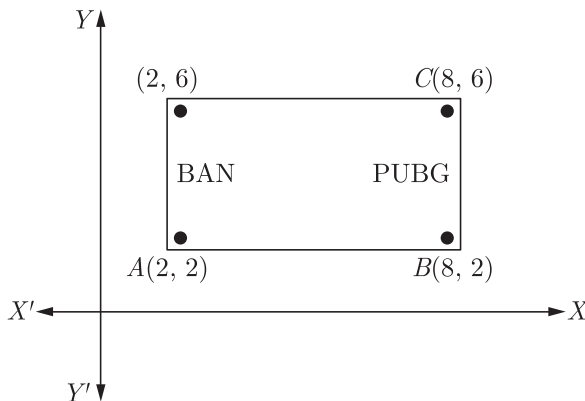 Y
(2, 6) C(8, 6)
BAN PUBG
A(2, 2) B(8, 2)
X′ X
Y′